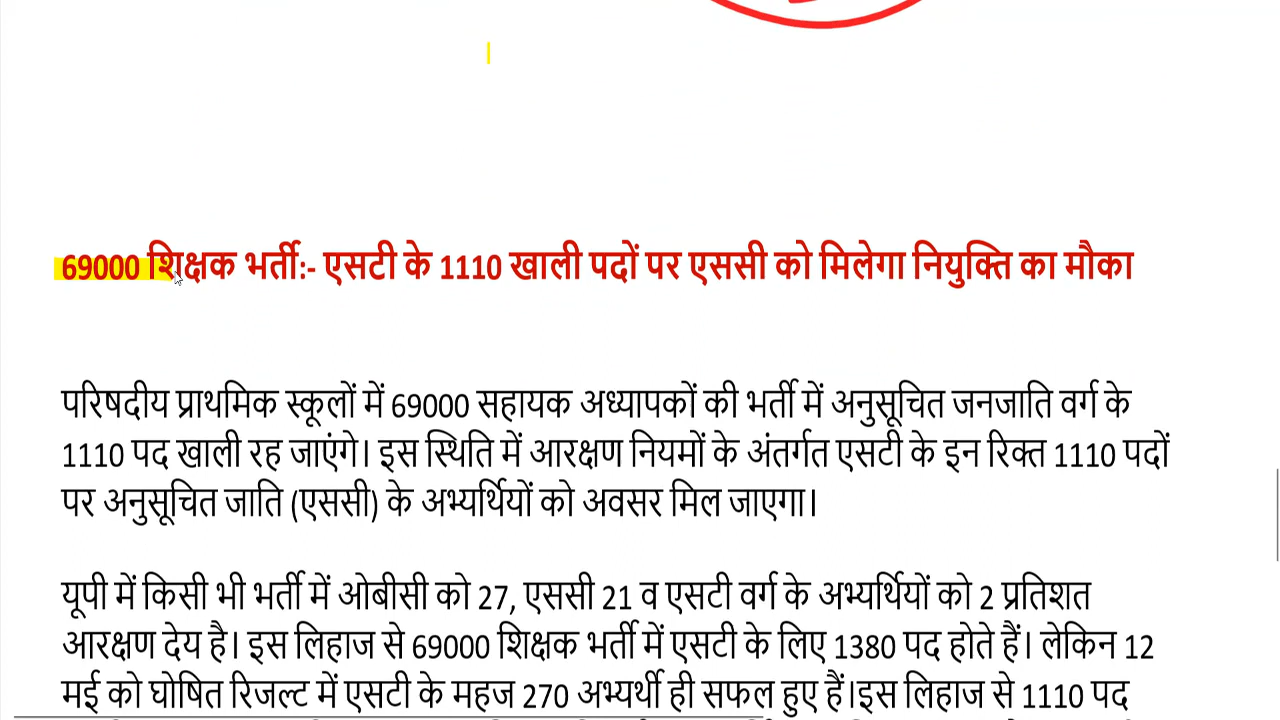 69000 शिक्षक भर्ती:- एसटी के 1110 खाली पदों पर एससी को मिलेगा नियुक्ति का मौका
परिषदीय प्राथमिक स्कूलों में 69000 सहायक अध्यापकों की भर्ती में अनुसूचित जनजाति वर्ग के
1110 पद खाली रह जाएंगे। इस स्थिति में आरक्षण नियमों के अंतर्गत एसटी के इन रिक्त 1110 पदों
पर अनुसूचित जाति (एससी) के अभ्यर्थियों को अवसर मिल जाएगा।
यूपी में किसी भी भर्ती में ओबीसी को 27, एससी 21 व एसटी वर्ग के अभ्यर्थियों को 2 प्रतिशत
आरक्षण देय है। इस लिहाज से 69000 शिक्षक भर्ती में एसटी के लिए 1380 पद होते हैं। लेकिन 12
मई को घोषित रिजल्ट में एसटी के महज 270 अभ्यर्थी ही सफल हुए हैं।इस लिहाज से 1110 पद